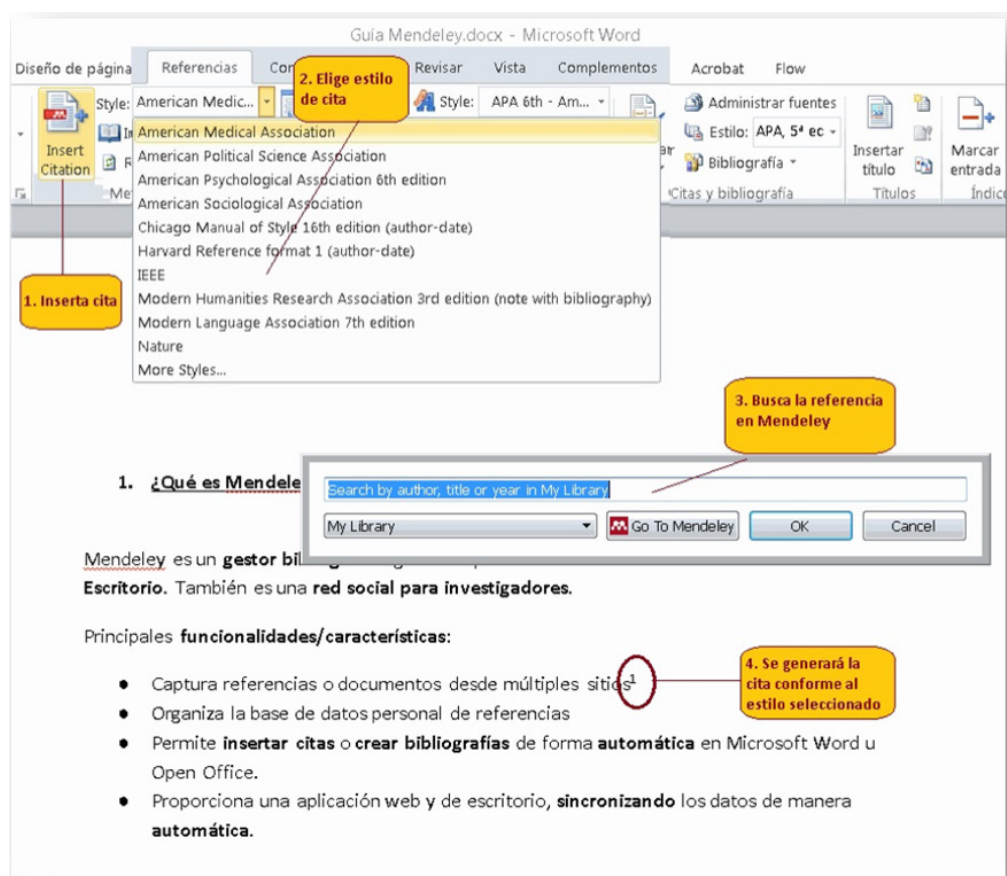 Guía Mendeley.docx - Microsoft Word
Diseño de página Referencias Revisar Vista Complementos Acrobat Flow
2. Elige estilo
de cita
Style: American Medic...
Style: APA 6th - Am...
Administrar fuentes
Estilo: APA, 5ª ec
Bibliografía
Insert
Citation
Insertar
título
Marcar
entrada
Citas y bibliografía
Títulos
American Medical Association
American Political Science Association
American Psychological Association 6th edition
American Sociological Association
Chicago Manual of Style 16th edition (author-date)
Harvard Reference format 1 (author-date)
IEEE
Modern Humanities Research Association 3rd edition (note with bibliography)
Modern Language Association 7th edition
Nature
More Styles...
1. Inserta cita
3. Busca la referencia
en Mendeley
1. ¿Qué es Mendele
Search by author, title or year in My Library
My Library Go To Mendeley OK Cancel
Mendeley es un gestor bi
Escritorio. También es una red social para investigadores.
Principales funcionalidades/características:
4. Se generará la
cita conforme al
estilo seleccionado
● Captura referencias o documentos desde múltiples sitios¹
● Organiza la base de datos personal de referencias
● Permite insertar citas o crear bibliografías de forma automática en Microsoft Word u
Open Office.
● Proporciona una aplicación web y de escritorio, sincronizando los datos de manera
automática.